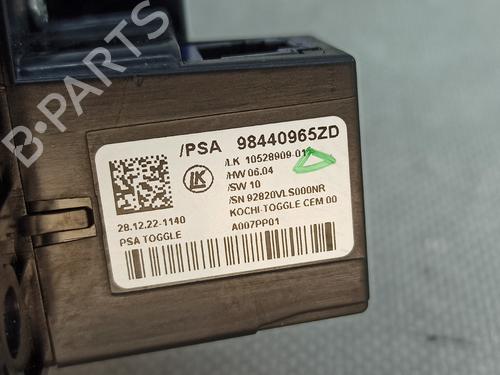 /PSA 98440965ZD
/LK 10528909-01
/HW 06.04
/SW 10
/SN 92820VLS000NR
KOCHI-TOGGLE CEM 00
A007PP01
LK
28.12.22-1140
PSA TOGGLE
B-PARTS